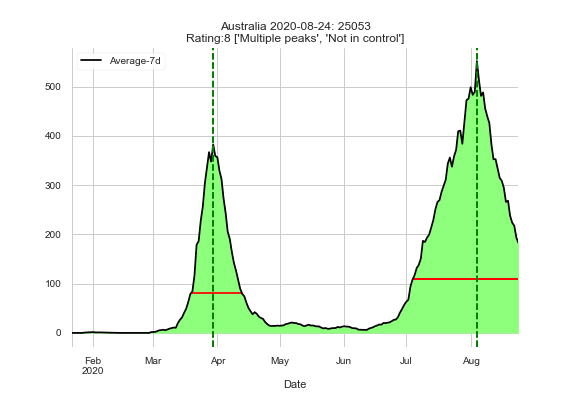 Australia 2020-08-24: 25053
Rating:8 ['Multiple peaks', 'Not in control']
Average-7d
500
400
300
200
100
0
Feb
2020
Mar
Apr
May
Jun
Jul
Aug
Date